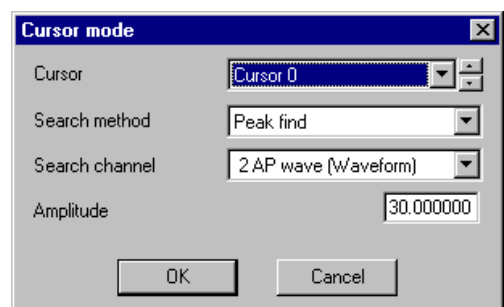 Cursor mode
Cursor Cursor 0
Search method Peak find
Search channel 2 AP wave (Waveform)
Amplitude 30.000000
OK Cancel